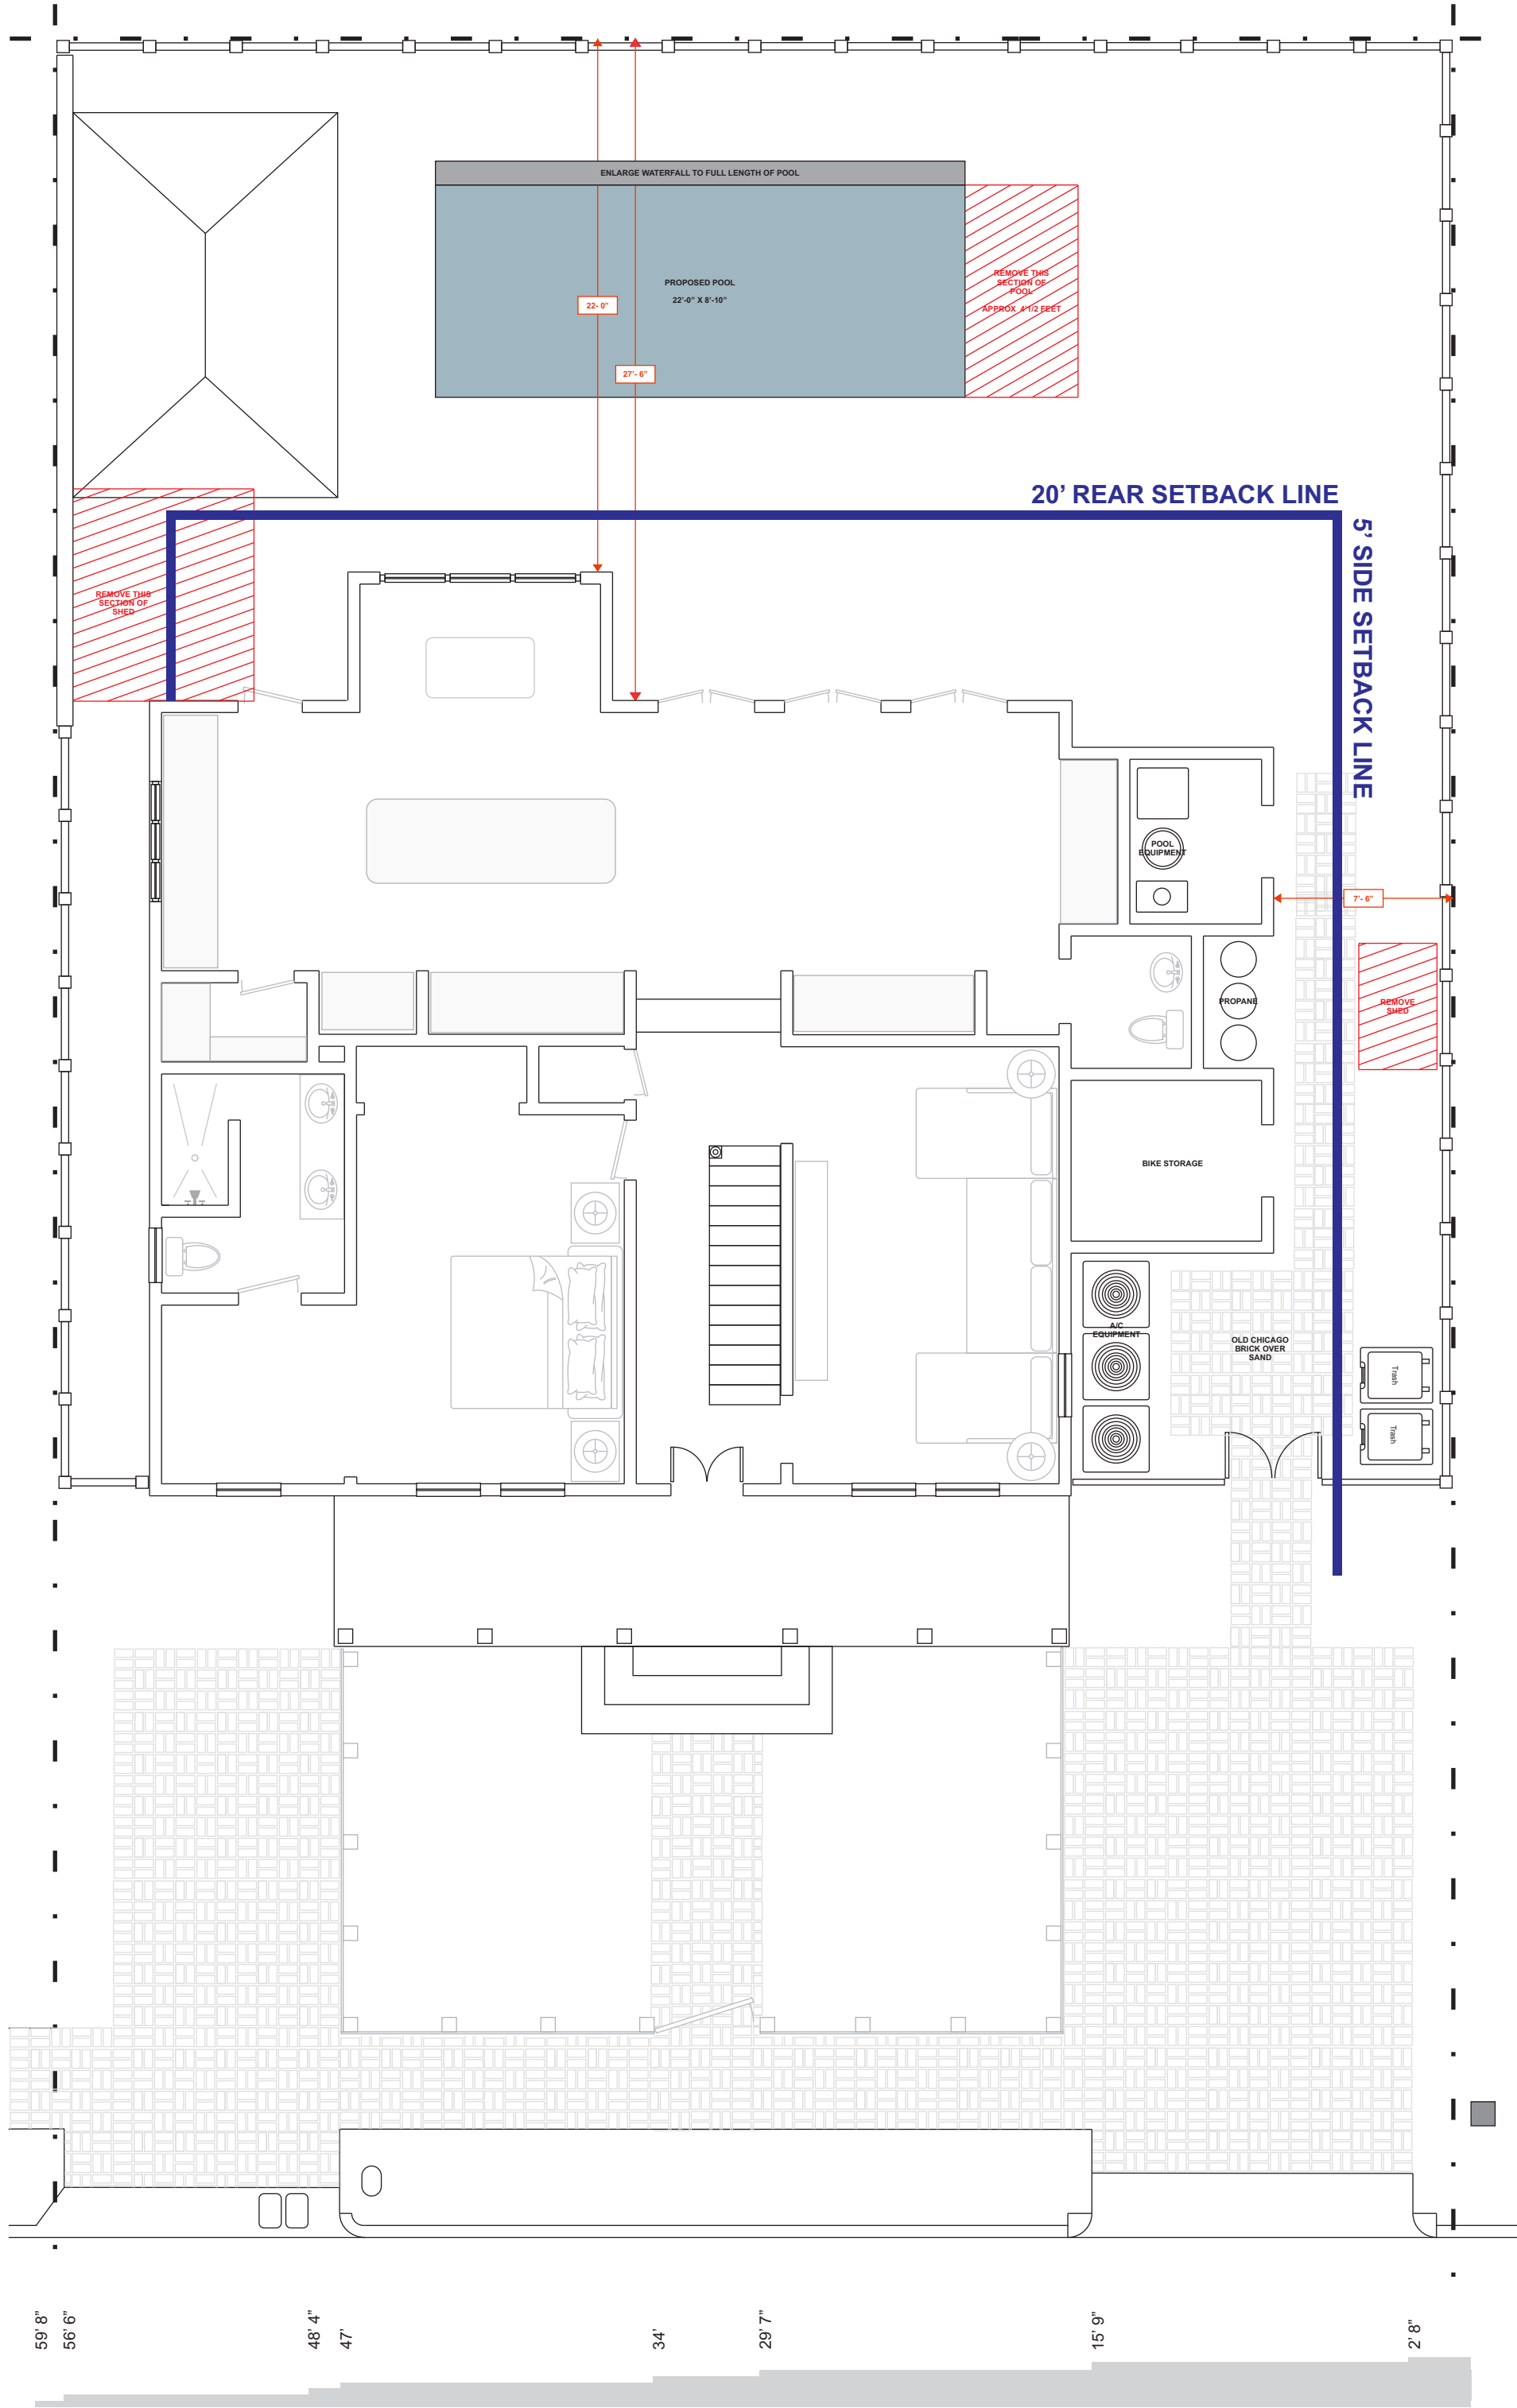 ENLARGE WATERFALL TO FULL LENGTH OF POOL
PROPOSED POOL
22'-0" X 8'-10"
REMOVE THIS
SECTION OF
POOL
APPROX 4'1/2 FEET
22- 0"
27'- 6"
20' REAR SETBACK LINE
5' SIDE SETBACK LINE
REMOVE THIS
SECTION OF
SHED
POOL
EQUIPMENT
7'- 6"
PROPANE
REMOVE
SHED
BIKE STORAGE
A/C
EQUIPMENT
OLD CHICAGO
BRICK OVER
SAND
Trash
Trash
59' 8"
56' 6"
48' 4"
47'
34'
29' 7"
15' 9"
2' 8"